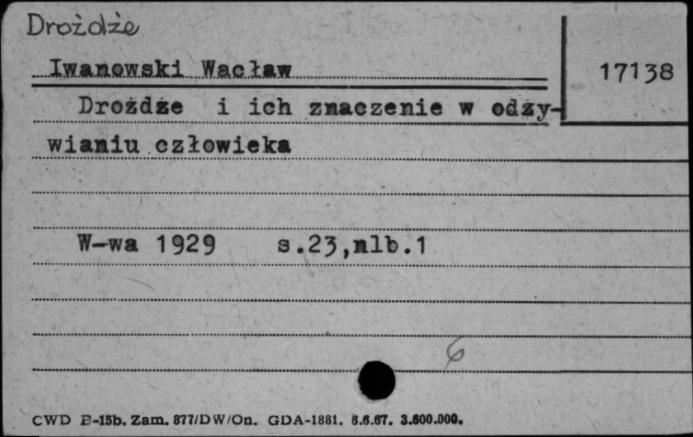 Drożdże
Iwanowski Wacław
17138
Drożdże i ich znaczenie w odży-
wianiu człowieka
W-wa 1929 s.23,nlb.1
6
CWD B-15b. Zam. 877/DW/On. GDA-1881. 6.6.67. 3.600.000.